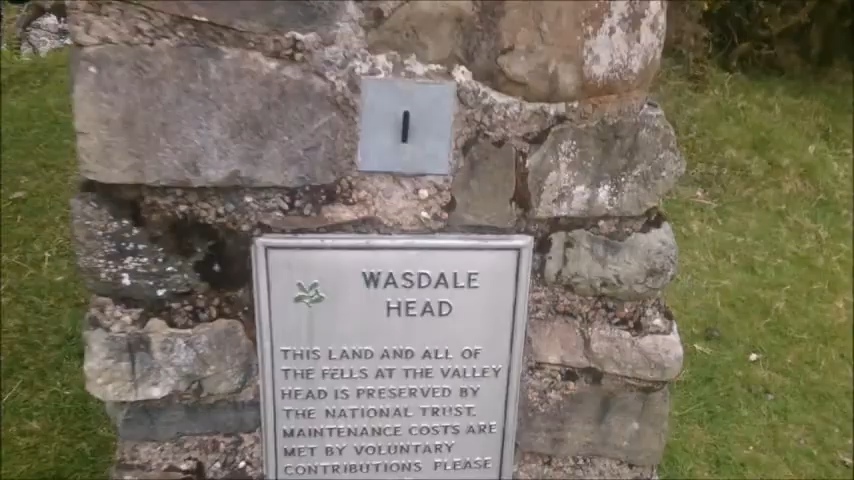 WASDALE
HEAD
THIS LAND AND ALL OF
THE FELLS AT THE VALLEY
HEAD IS PRESERVED BY
THE NATIONAL TRUST.
MAINTENANCE COSTS ARE
MET BY VOLUNTARY
CONTRIBUTIONS PLEASE